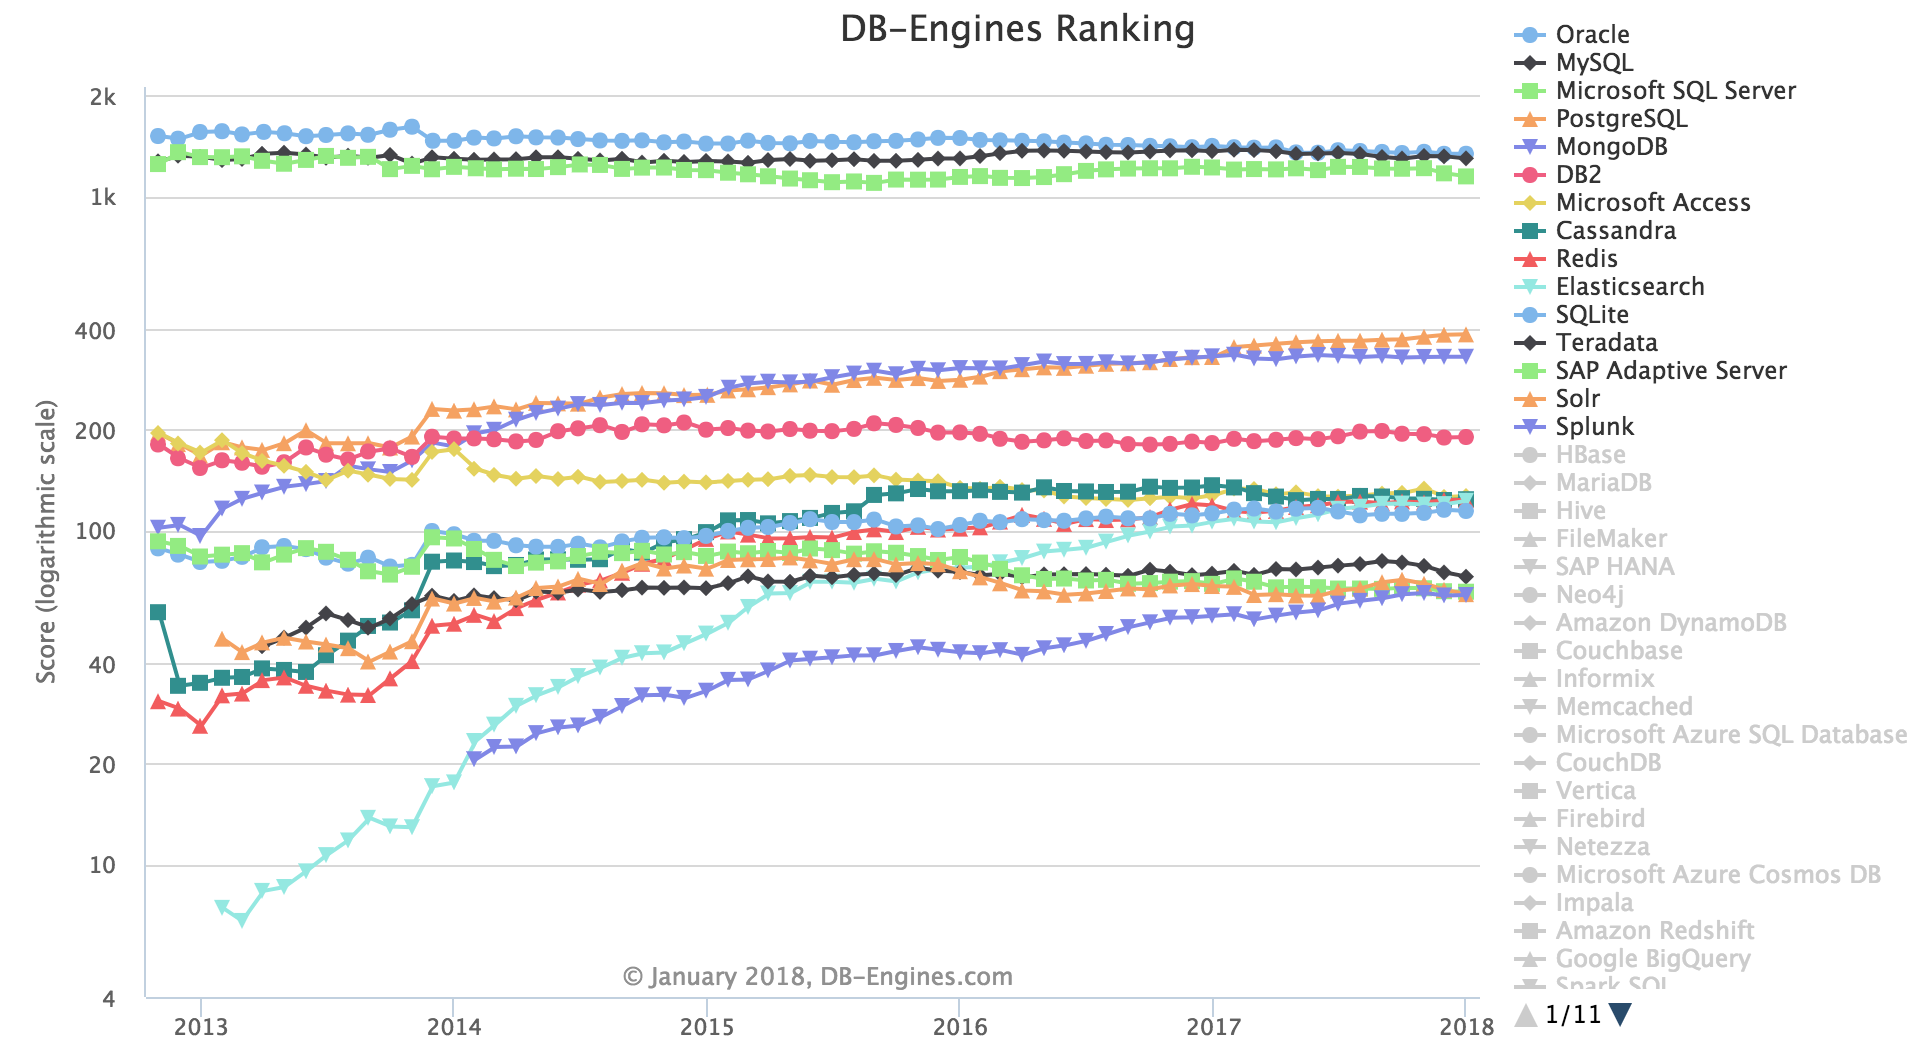 DB-Engines Ranking
2k
1k
400
200
100
40
20
10
4
Score (logarithmic scale)
2013
2014
2015
2016
2017
2018
© January 2018, DB-Engines.com
Oracle
MySQL
Microsoft SQL Server
PostgreSQL
MongoDB
DB2
Microsoft Access
Cassandra
Redis
Elasticsearch
SQLite
Teradata
SAP Adaptive Server
Solr
Splunk
HBase
MariaDB
Hive
FileMaker
SAP HANA
Neo4j
Amazon DynamoDB
Couchbase
Informix
Memcached
Microsoft Azure SQL Database
CouchDB
Vertica
Firebird
Netezza
Microsoft Azure Cosmos DB
Impala
Amazon Redshift
Google BigQuery
Spark SQL
1/11